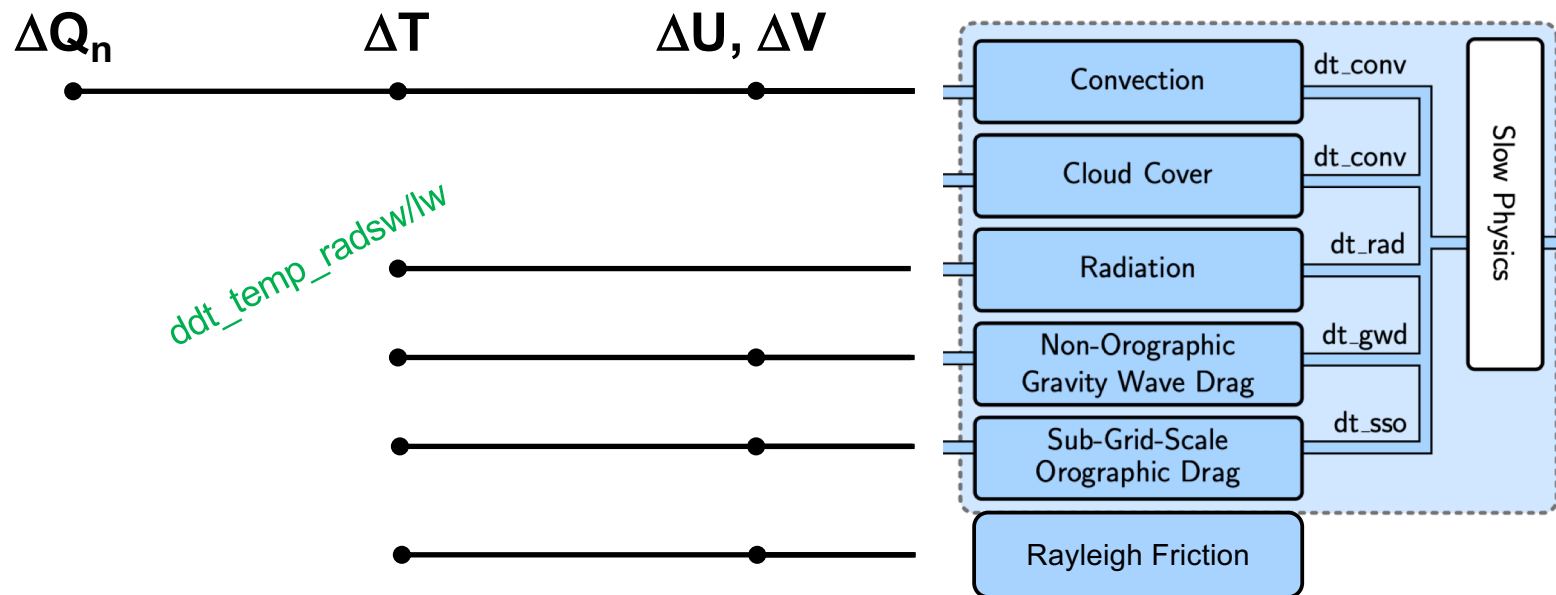 ΔQn
ΔT
ΔU, ΔV
Convection
dt_conv
Cloud Cover
dt_conv
Slow Physics
ddt_temp_radsw/lw
Radiation
dt_rad
Non-Orographic
Gravity Wave Drag
dt_gwd
Sub-Grid-Scale
Orographic Drag
dt_sso
Rayleigh Friction